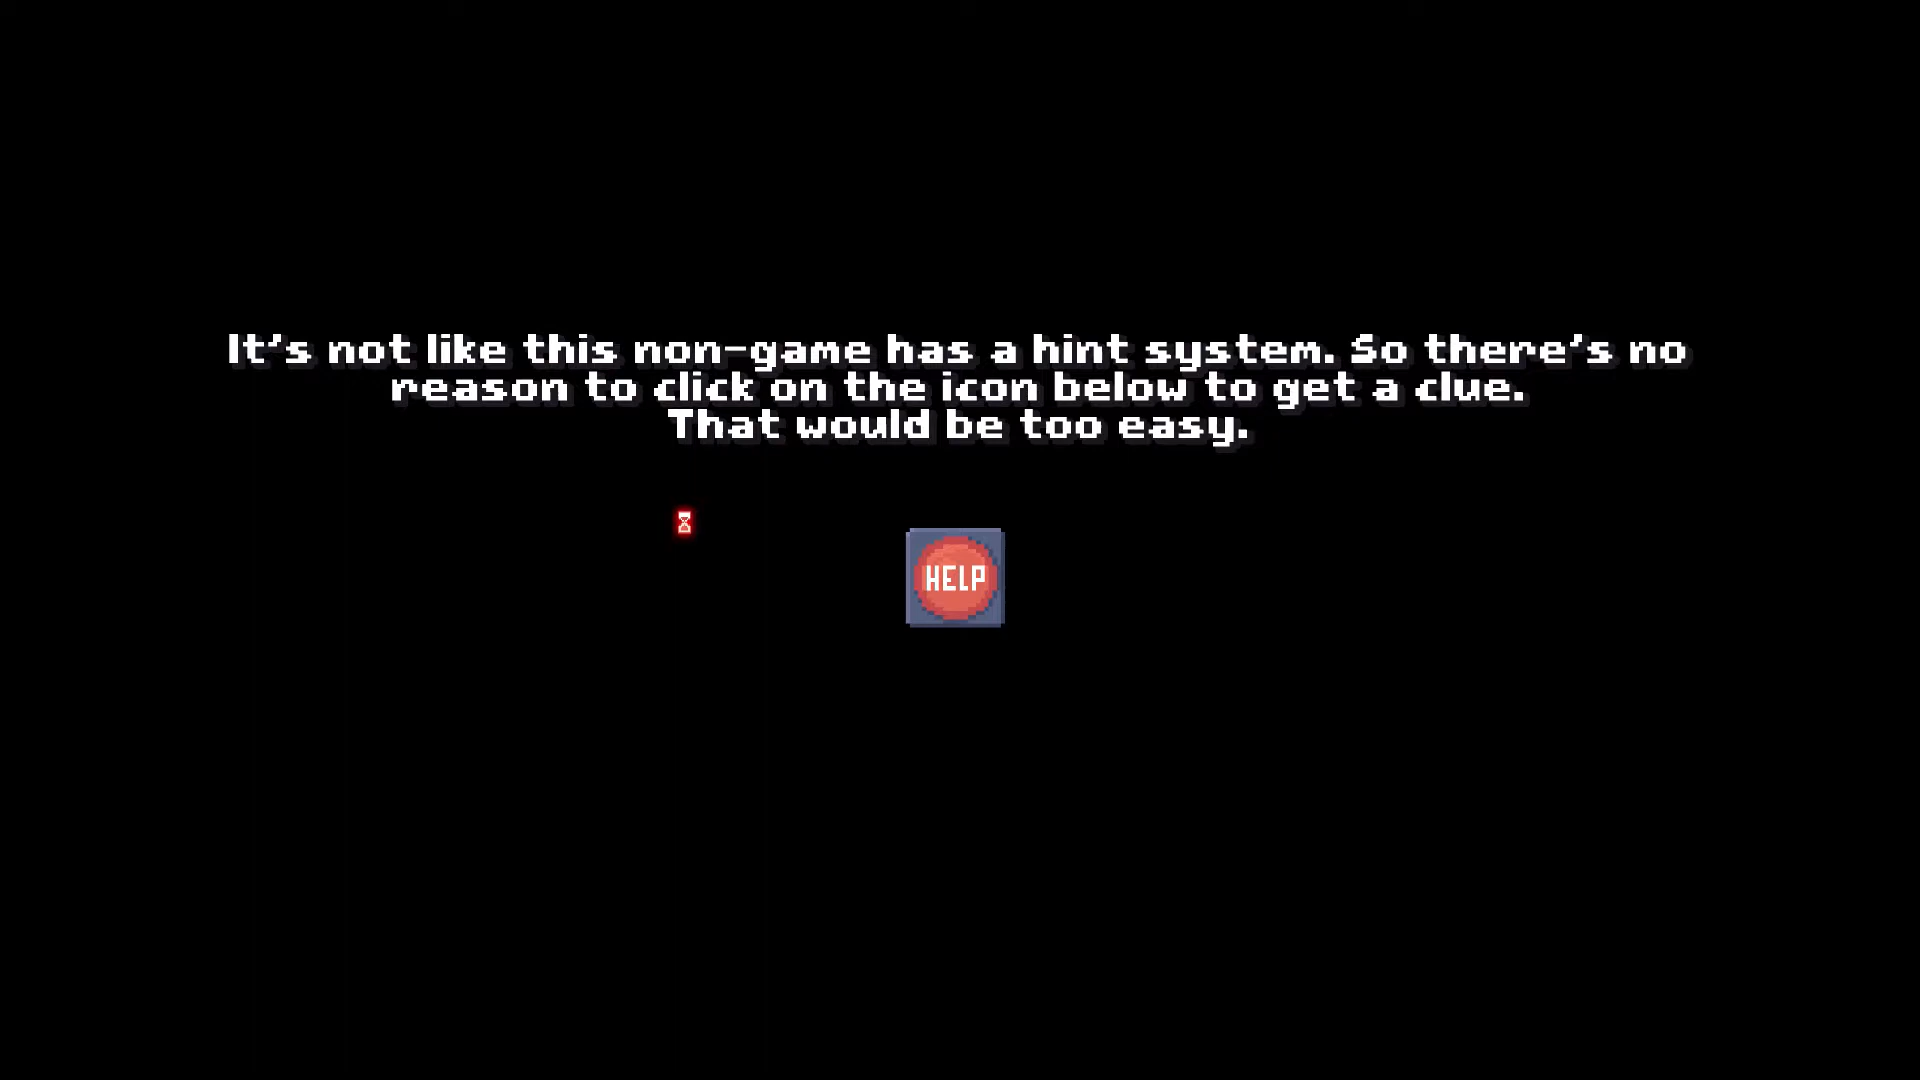 It's not like this non-game has a hint system. So there's no
reason to click on the icon below to get a clue.
That would be too easy.
HELP